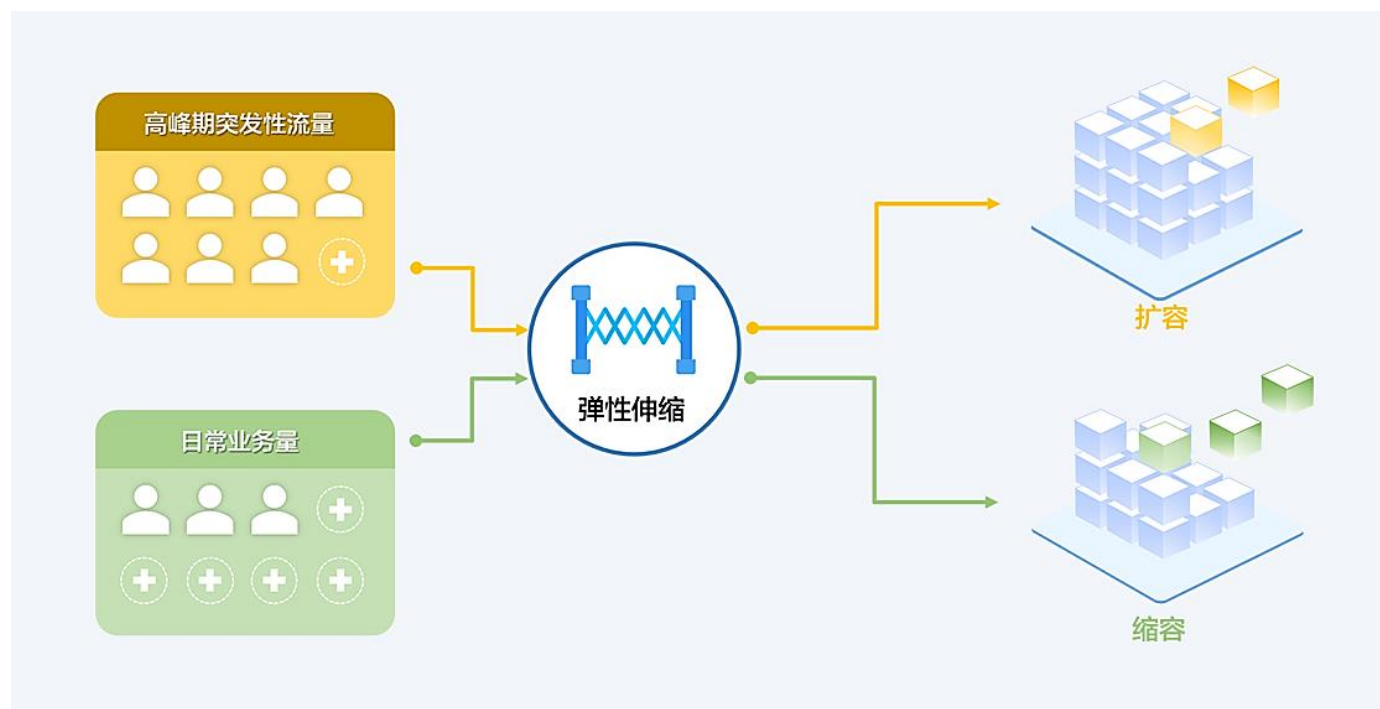 高峰期突发性流量
扩容
弹性伸缩
日常业务量
缩容